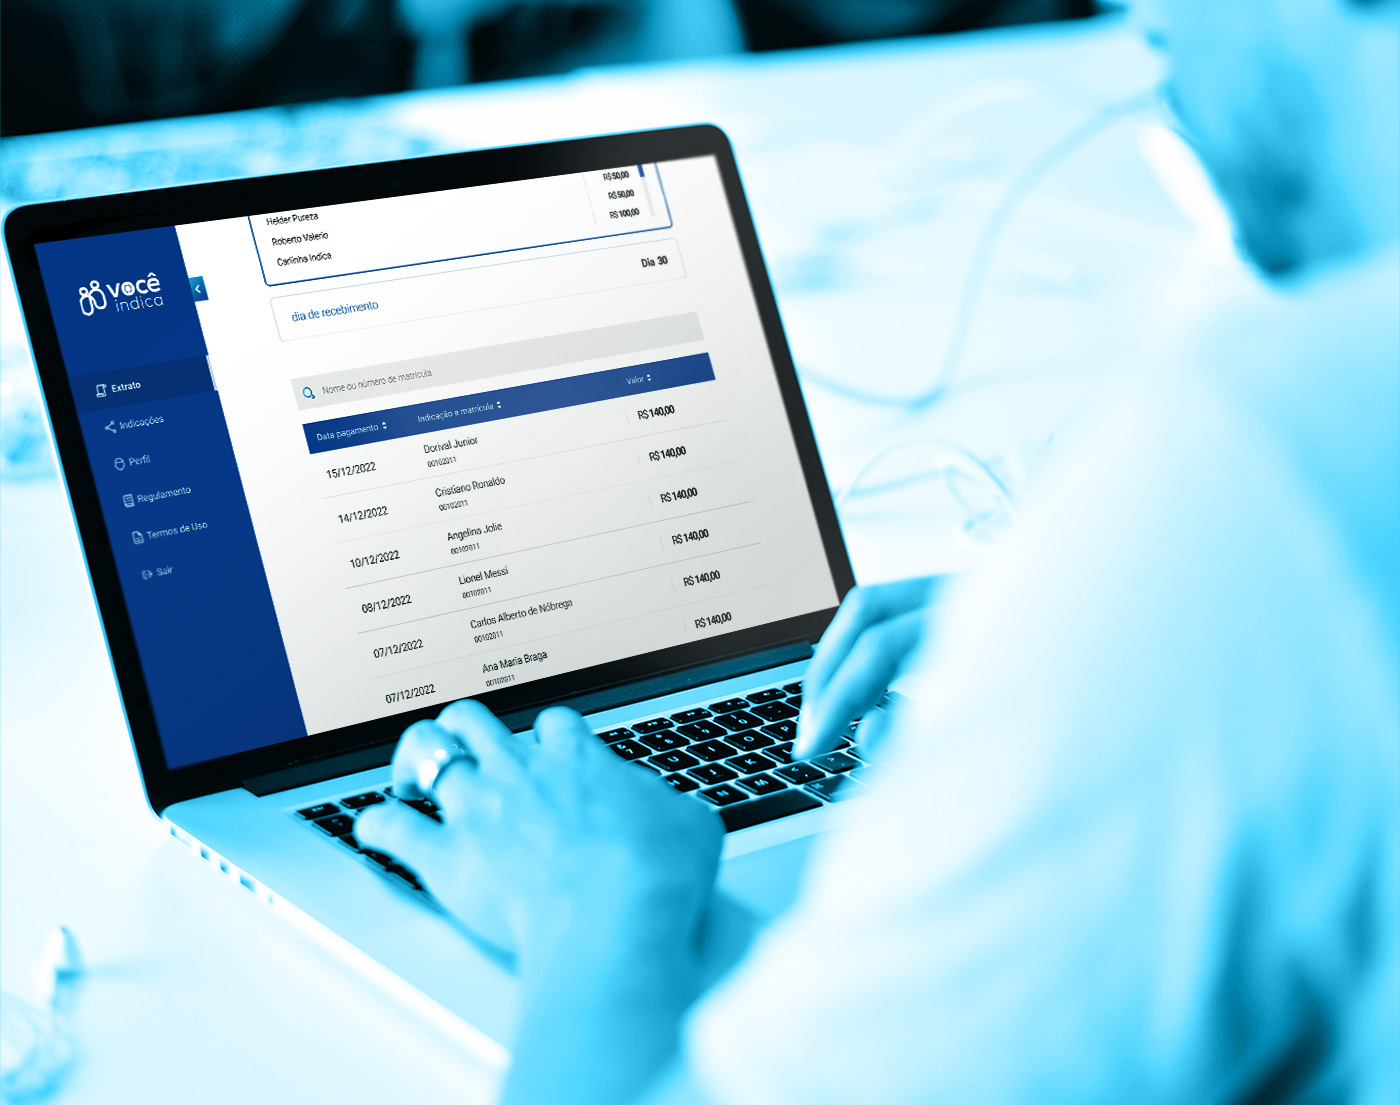 Helder Pureza
R$ 50,00
Roberto Valerio
R$ 50,00
Carlinha Indica
R$ 100,00
dia de recebimento
Dia 30
você
indica
Extrato
Indicações
Perfil
Regulamento
Termos de Uso
Sair
Nome ou número de matrícula
Data pagamento Indicação e matrícula Valor
15/12/2022 Dorival Junior R$ 140,00
00102011
14/12/2022 Cristiano Ronaldo R$ 140,00
00102011
10/12/2022 Angelina Jolie R$ 140,00
00102011
08/12/2022 Lionel Messi R$ 140,00
00102011
07/12/2022 Carlos Alberto de Nóbrega R$ 140,00
00102011
07/12/2022 Ana Maria Braga R$ 140,00
00102011